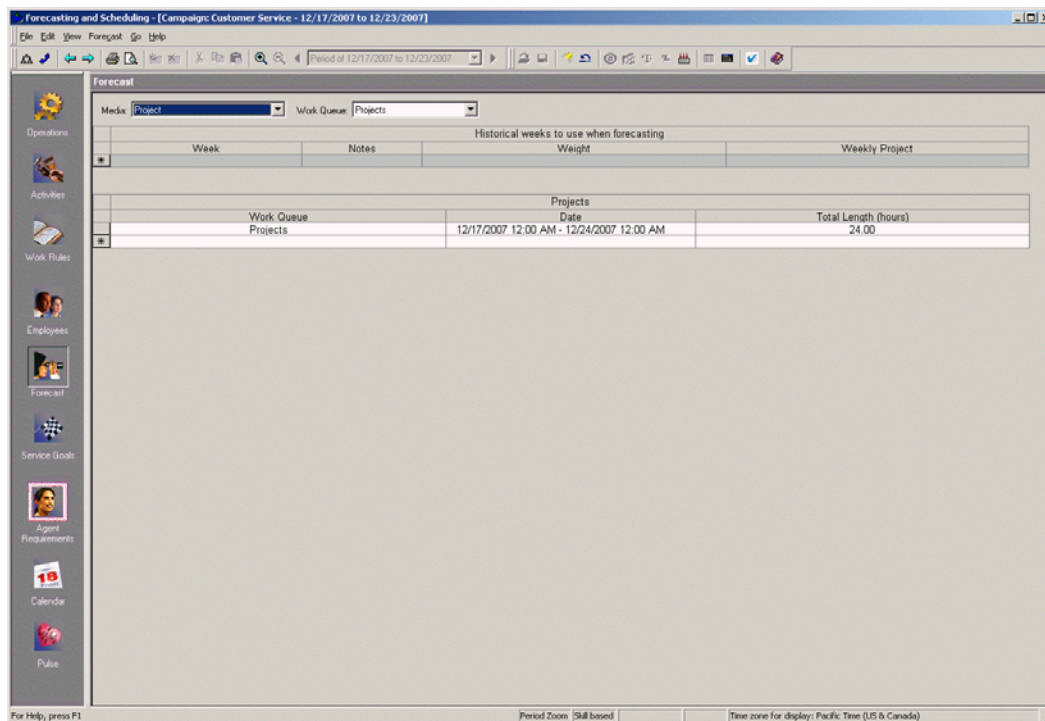 Forecasting and Scheduling - [Campaign: Customer Service - 12/17/2007 to 12/23/2007]
File Edit View Forecast Go Help
Period of 12/17/2007 to 12/23/2007
Forecast
Media: Project Work Queue: Projects
Historical weeks to use when forecasting
Week Notes Weight Weekly Project
Projects
Work Queue Date Total Length (hours)
Projects 12/17/2007 12:00 AM - 12/24/2007 12:00 AM 24.00
Operations
Activities
Work Rules
Employees
Forecast
Service Goals
Agent
Requirements
18
Calendar
Pulse
For Help, press F1 Period Zoom Skill based Time zone for display: Pacific Time (US & Canada)